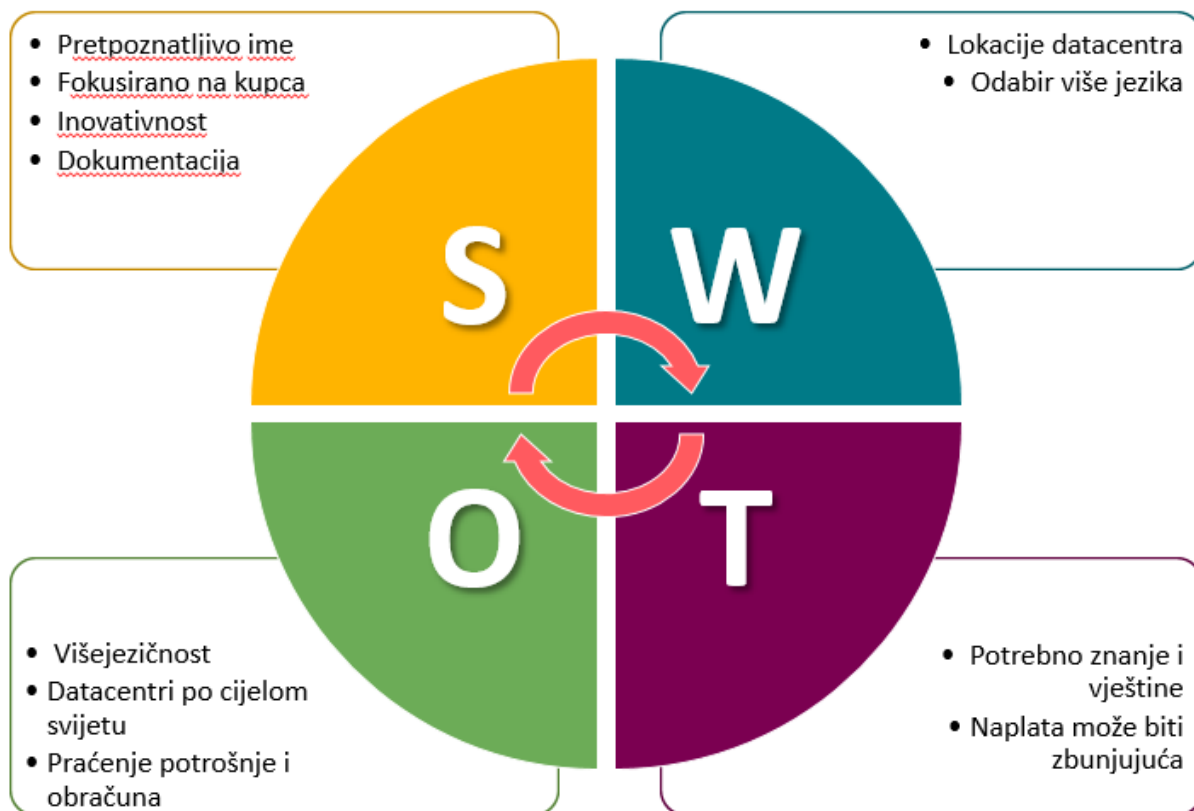 • Pretpoznatljivo ime
• Fokusirano na kupca
• Inovativnost
• Dokumentacija
• Lokacije datacentra
• Odabir više jezika
S
W
O
T
• Višejezičnost
• Datacentri po cijelom
svijetu
• Praćenje potrošnje i
obračuna
• Potrebno znanje i
vještine
• Naplata može biti
zbunjujuća